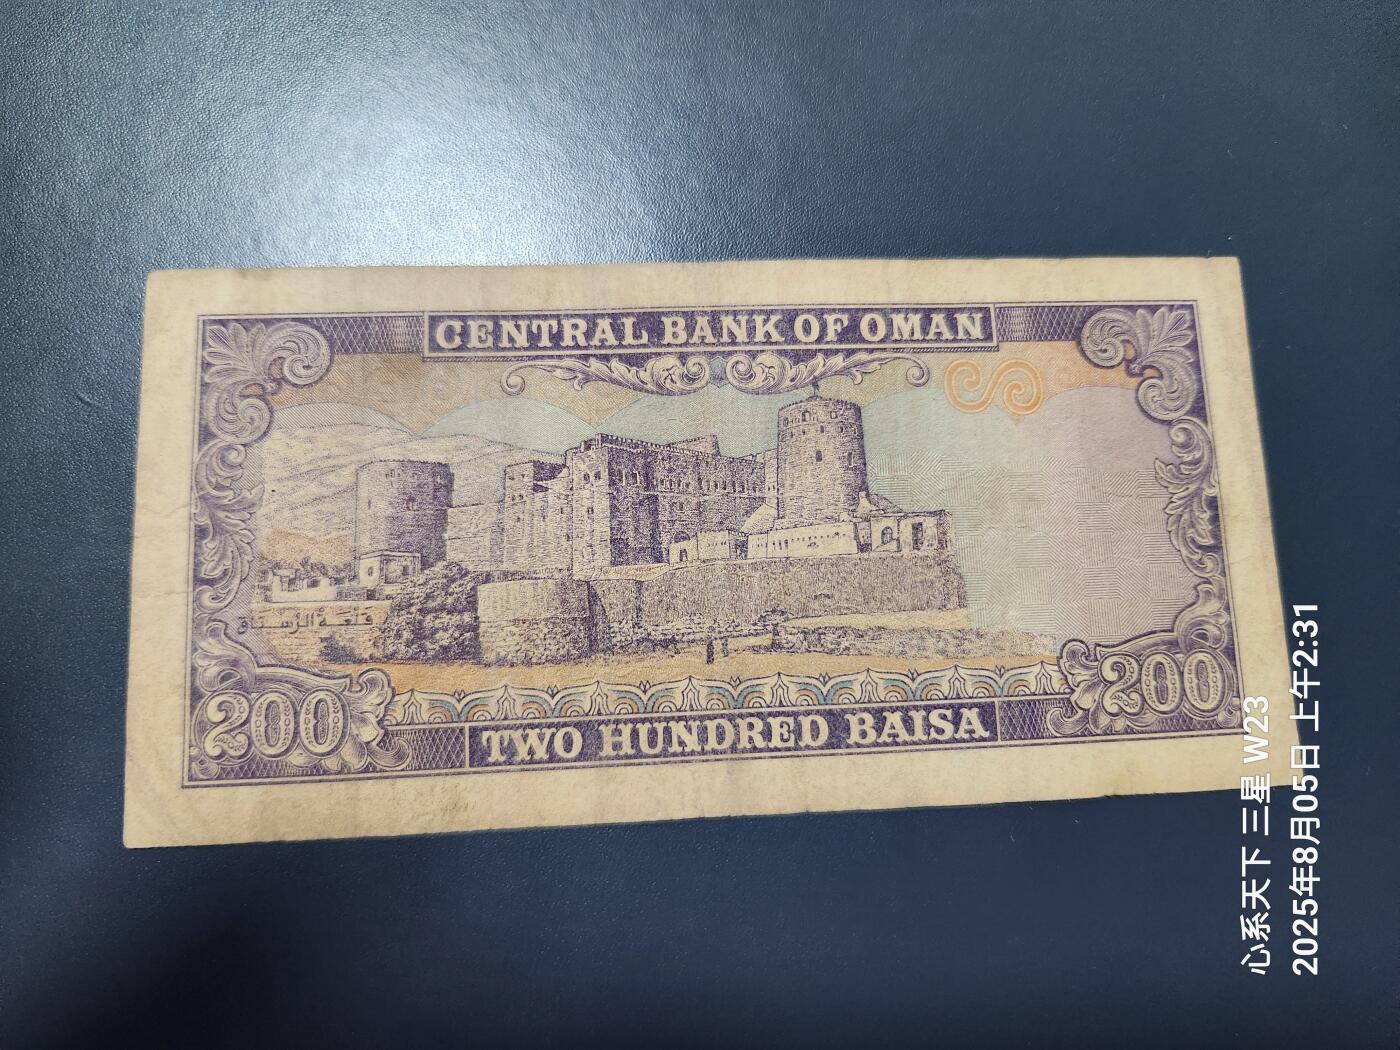 CENTRAL BANK OF OMAN
قلعة الرستاق
200
200
TWO HUNDRED BAISA
心系天下 三星 W23
2025年8月05日 上午2:31